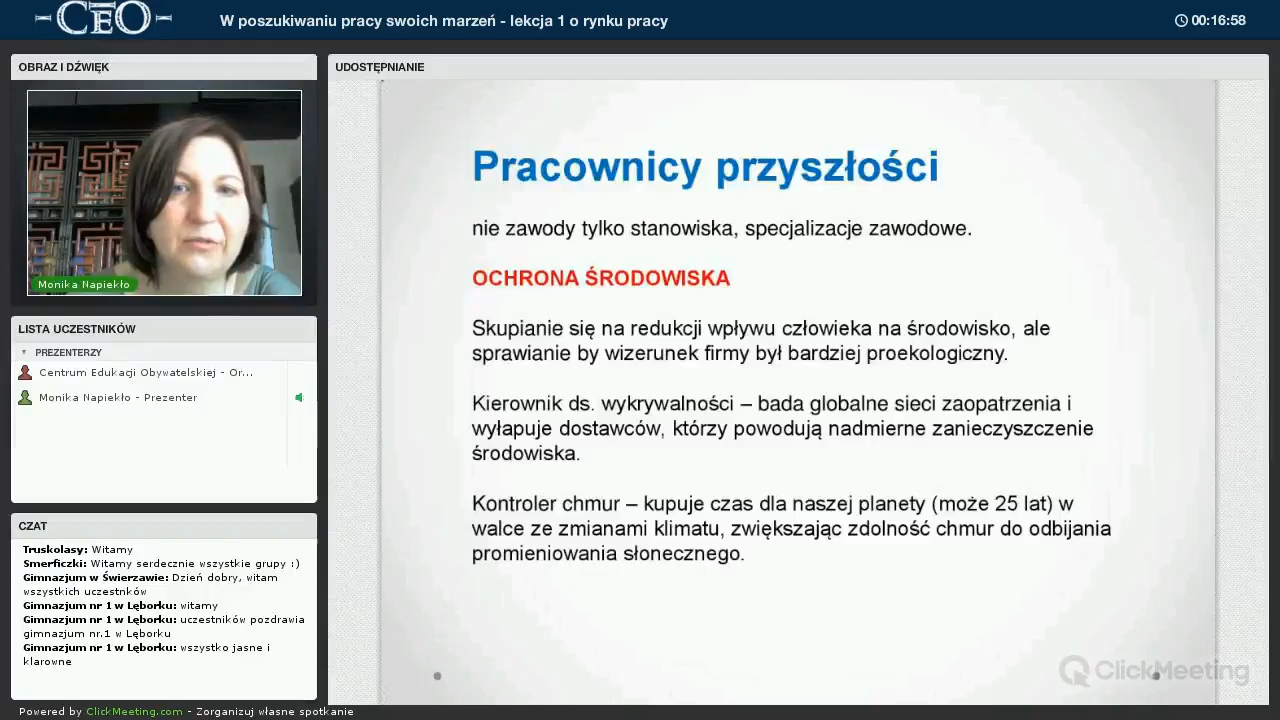 CEO
W poszukiwaniu pracy swoich marzeń - lekcja 1 o rynku pracy
00:16:58
OBRAZ I DŹWIĘK
Monika Napiekło
LISTA UCZESTNIKÓW
PREZENTERZY
Centrum Edukacji Obywatelskiej - Or...
Monika Napiekło - Prezenter
CZAT
Truskolasy: Witamy
Smerficzki: Witamy serdecznie wszystkie grupy :)
Gimnazjum w Świerzawie: Dzień dobry, witam
wszystkich uczestnków
Gimnazjum nr 1 w Lęborku: witamy
Gimnazjum nr 1 w Lęborku: uczestników pozdrawia
gimnazjum nr.1 w Lęborku
Gimnazjum nr 1 w Lęborku: wszystko jasne i
klarowne
UDOSTĘPNIANIE
Pracownicy przyszłości
nie zawody tylko stanowiska, specjalizacje zawodowe.
OCHRONA ŚRODOWISKA
Skupianie się na redukcji wpływu człowieka na środowisko, ale
sprawianie by wizerunek firmy był bardziej proekologiczny.
Kierownik ds. wykrywalności – bada globalne sieci zaopatrzenia i
wyłapuje dostawców, którzy powodują nadmierne zanieczyszczenie
środowiska.
Kontroler chmur – kupuje czas dla naszej planety (może 25 lat) w
walce ze zmianami klimatu, zwiększając zdolność chmur do odbijania
promieniowania słonecznego.
ClickMeeting
Powered by ClickMeeting.com - Zorganizuj własne spotkanie